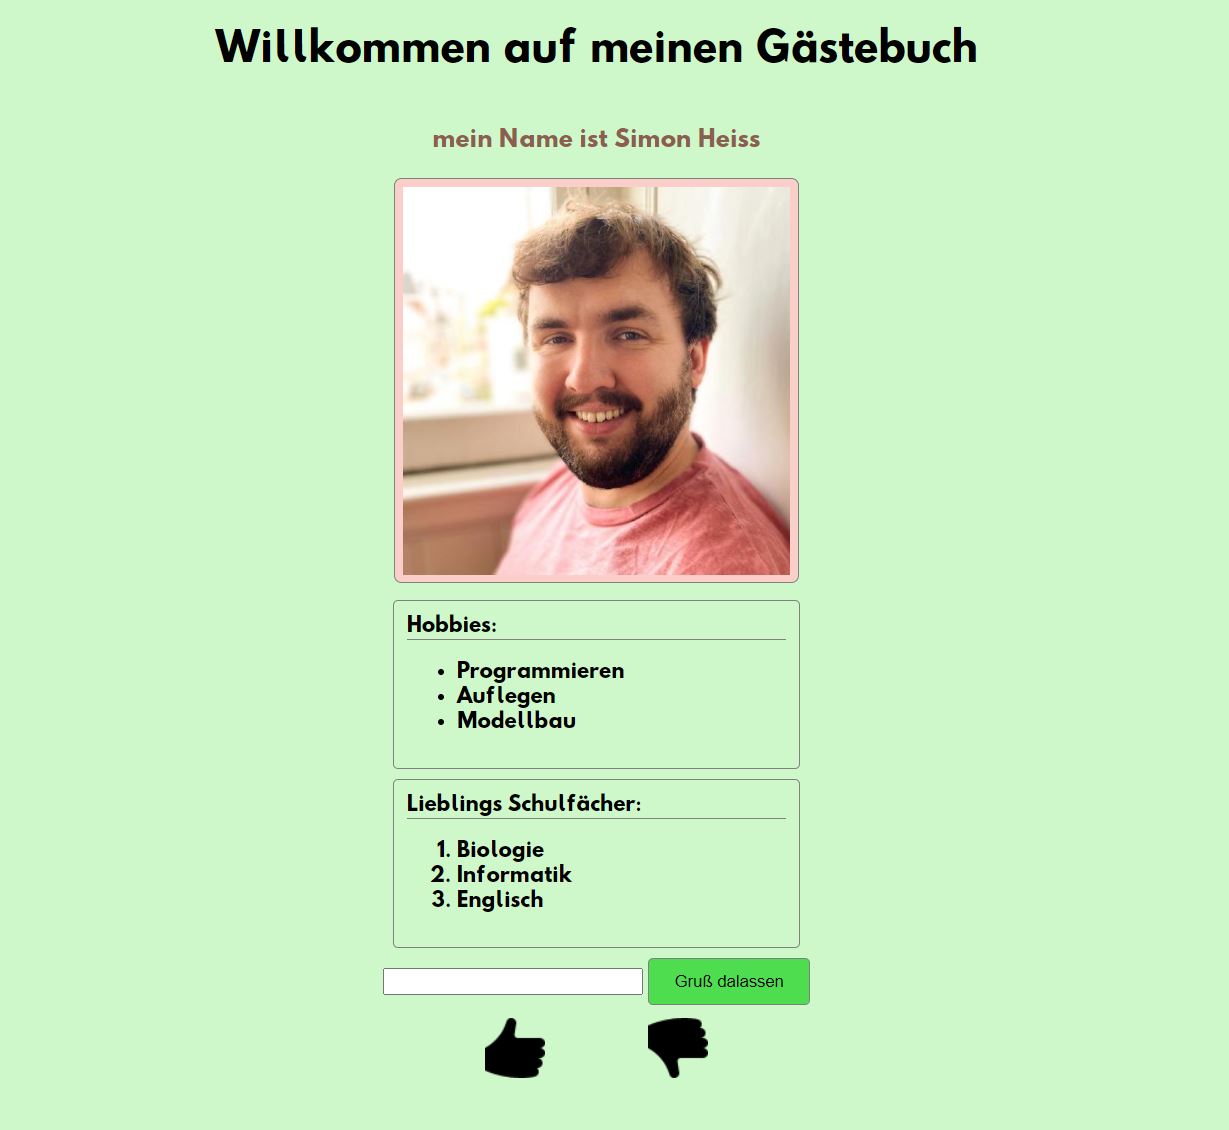 Willkommen auf meinen Gästebuch
mein Name ist Simon Heiss
Hobbies:
• Programmieren
• Auflegen
• Modellbau
Lieblings Schulfächer:
1. Biologie
2. Informatik
3. Englisch
Gruß dalassen